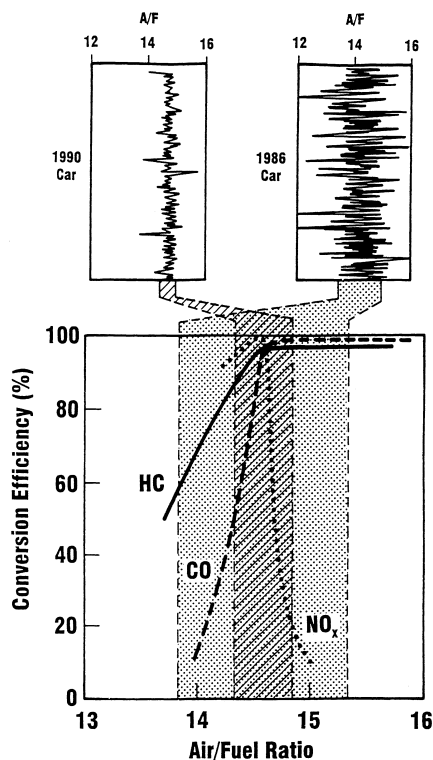 A/F
12 14 16
1990
Car
A/F
12 14 16
1986
Car
Conversion Efficiency (%)
100
80
60
40
20
0
HC
CO
NOx
13 14 15 16
Air/Fuel Ratio